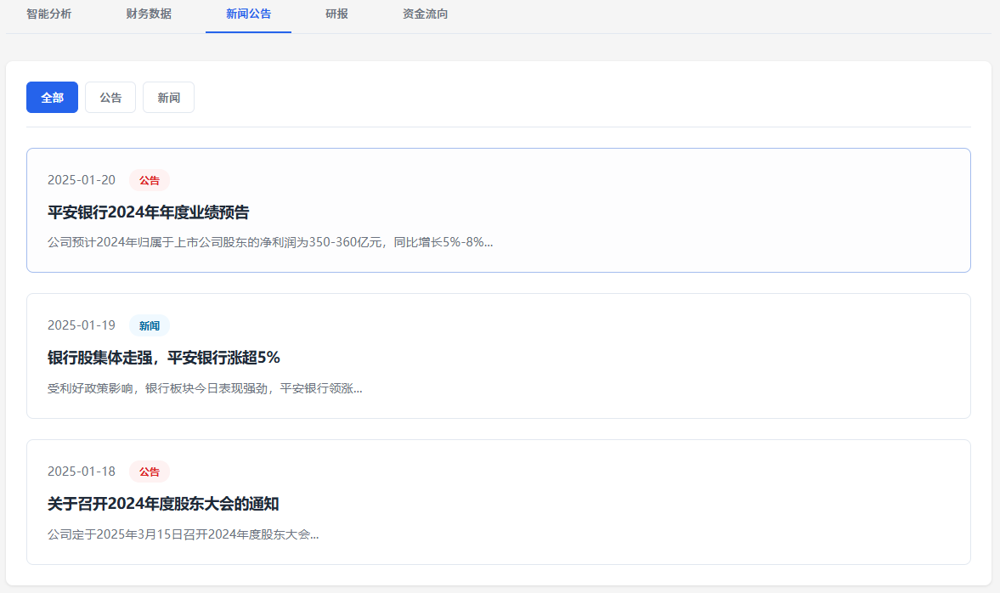 智能分析 财务数据 新闻公告 研报 资金流向
全部 公告 新闻
2025-01-20 公告
平安银行2024年年度业绩预告
公司预计2024年归属于上市公司股东的净利润为350-360亿元，同比增长5%-8%...
2025-01-19 新闻
银行股集体走强，平安银行涨超5%
受利好政策影响，银行板块今日表现强劲，平安银行领涨...
2025-01-18 公告
关于召开2024年度股东大会的通知
公司定于2025年3月15日召开2024年度股东大会...